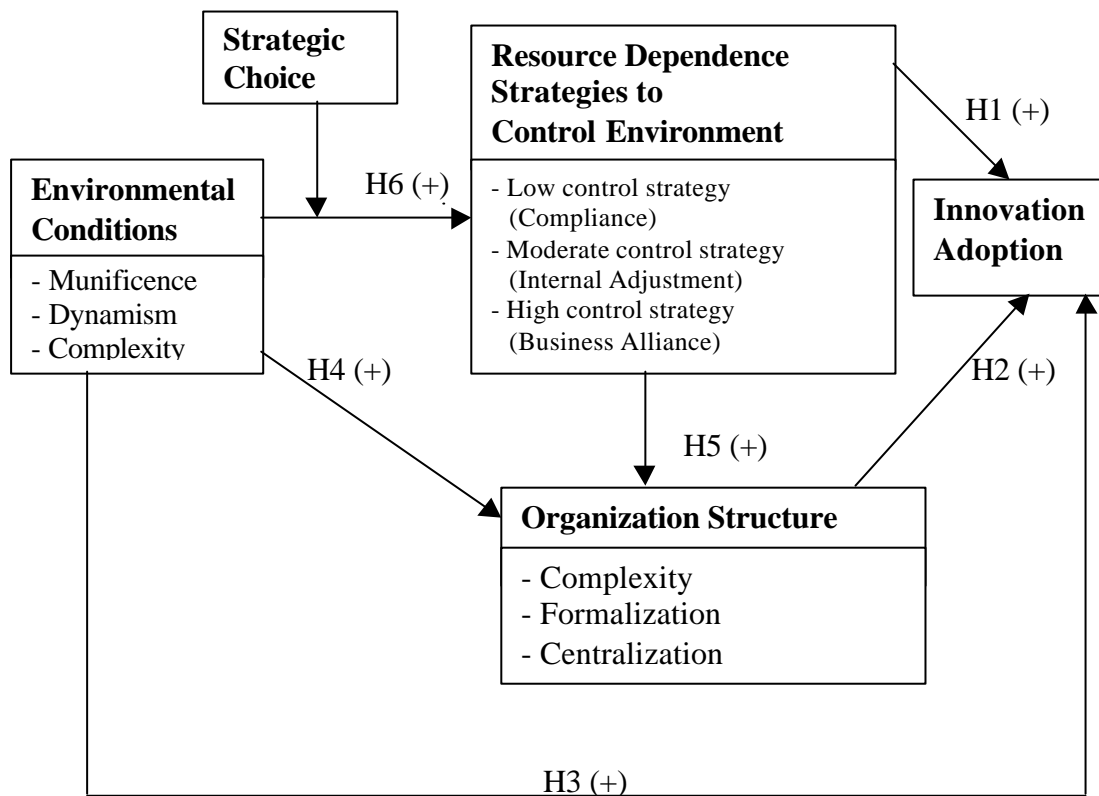 Strategic
Choice
Resource Dependence
Strategies to
Control Environment
H1 (+)
Environmental
Conditions
H6 (+)
- Low control strategy
(Compliance)
- Moderate control strategy
(Internal Adjustment)
- High control strategy
(Business Alliance)
Innovation
Adoption
- Munificence
- Dynamism
- Complexity
H4 (+)
H2 (+)
H5 (+)
Organization Structure
- Complexity
- Formalization
- Centralization
H3 (+)